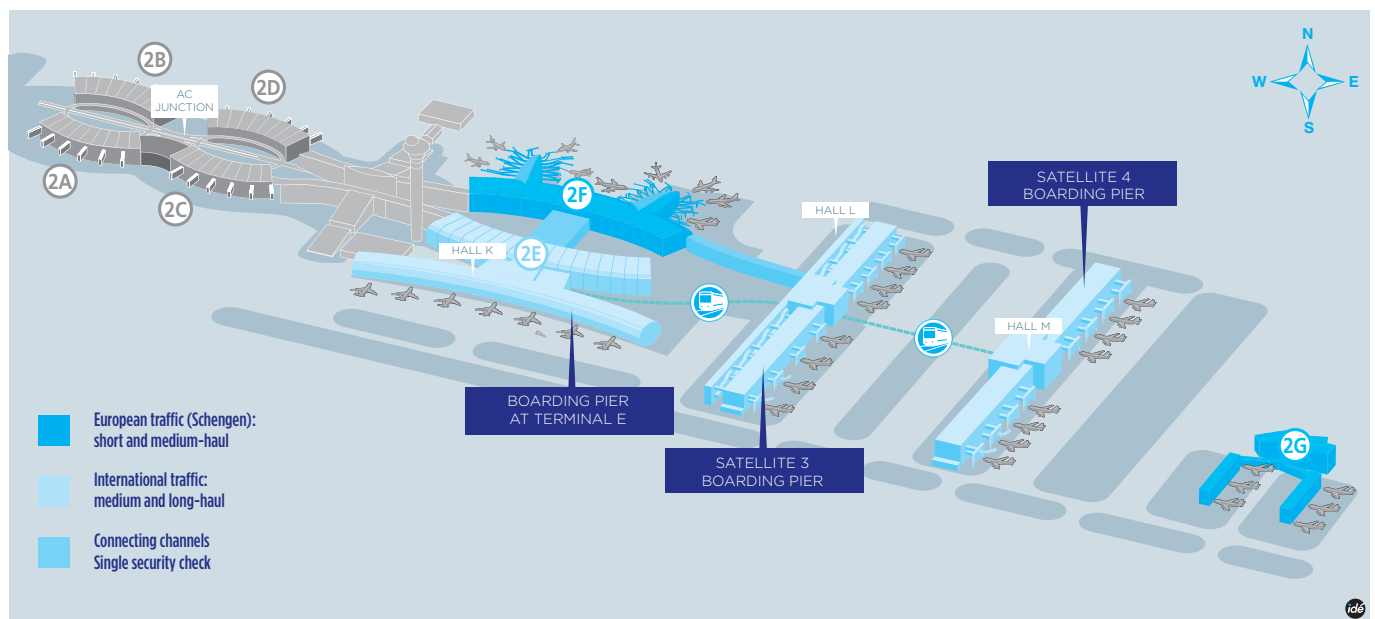 N
W
E
S
2B
2D
AC
JUNCTION
2A
2C
2F
2E
HALL K
HALL L
SATELLITE 4
BOARDING PIER
HALL M
BOARDING PIER
AT TERMINAL E
SATELLITE 3
BOARDING PIER
2G
European traffic (Schengen):
short and medium-haul
International traffic:
medium and long-haul
Connecting channels
Single security check
idé